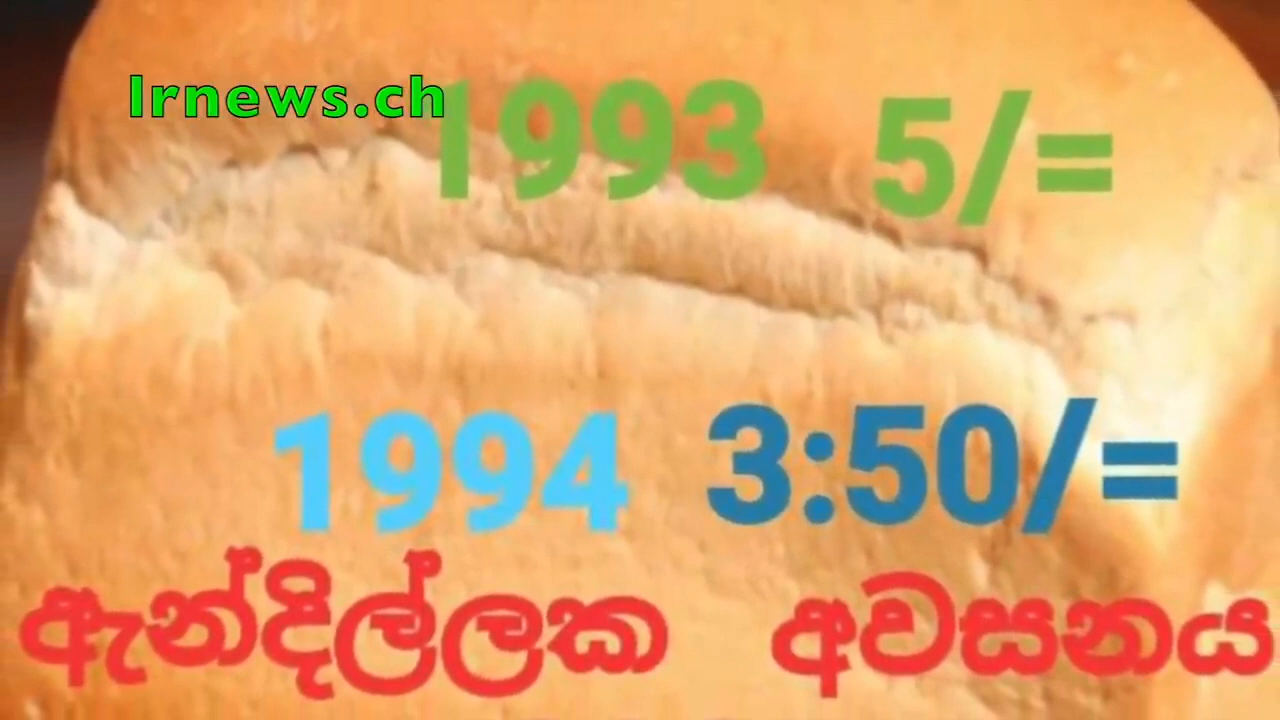 lrnews.ch
1993 5/=
1994 3:50/=
ඇන්දිල්ලක අවසනය